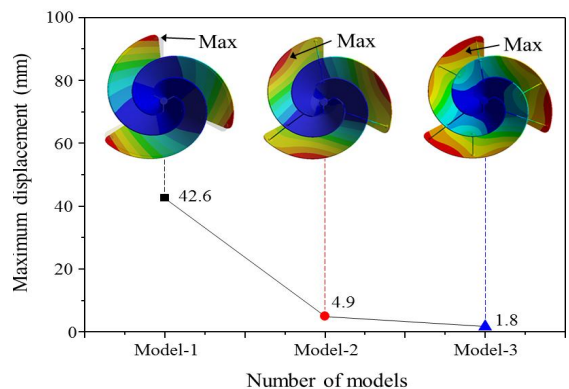 100
80
60
40
20
0
Maximum displacement (mm)
Max
Max
Max
42.6
4.9
1.8
Model-1
Model-2
Model-3
Number of models